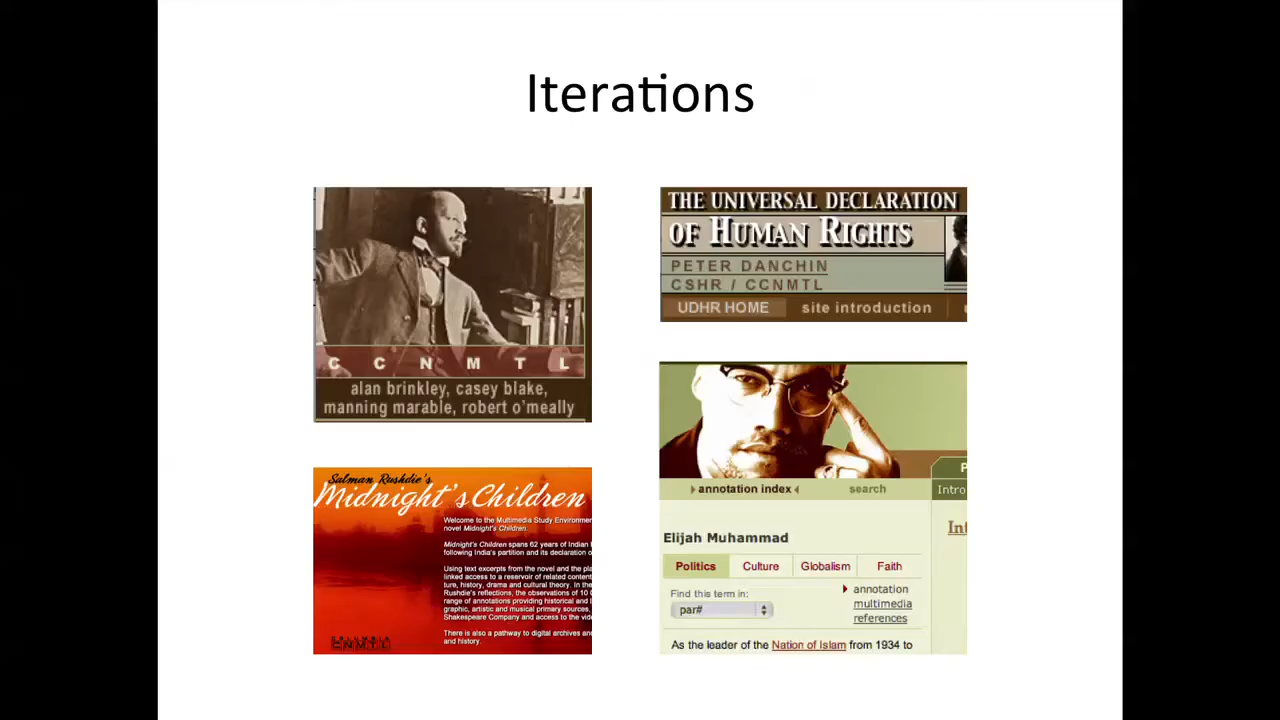 Iterations
C C N M T L
alan brinkley, casey blake,
manning marable, robert o'meally
THE UNIVERSAL DECLARATION
OF HUMAN RIGHTS
PETER DANCHIN
CSHR / CCNMTL
UDHR HOME site introduction
annotation index search
Intro
Elijah Muhammad
Politics Culture Globalism Faith
Find this term in:
par#
annotation
multimedia
references
As the leader of the Nation of Islam from 1934 to
Salman Rushdie's
Midnight's Children
Welcome to the Multimedia Study Environme
novel Midnight's Children.
Midnight's Children spans 62 years of Indian
following India's partition and its declaration o
Using text excerpts from the novel and the pla
linked access to a reservoir of related content
ture, history, drama and cultural theory. In the
Rushdie's reflections, the observations of 10
range of annotations providing historical and
graphic, artistic and musical primary sources,
Shakespeare Company and access to the vide
There is also a pathway to digital archives and
and history.
COLUMBIA
CNMTL